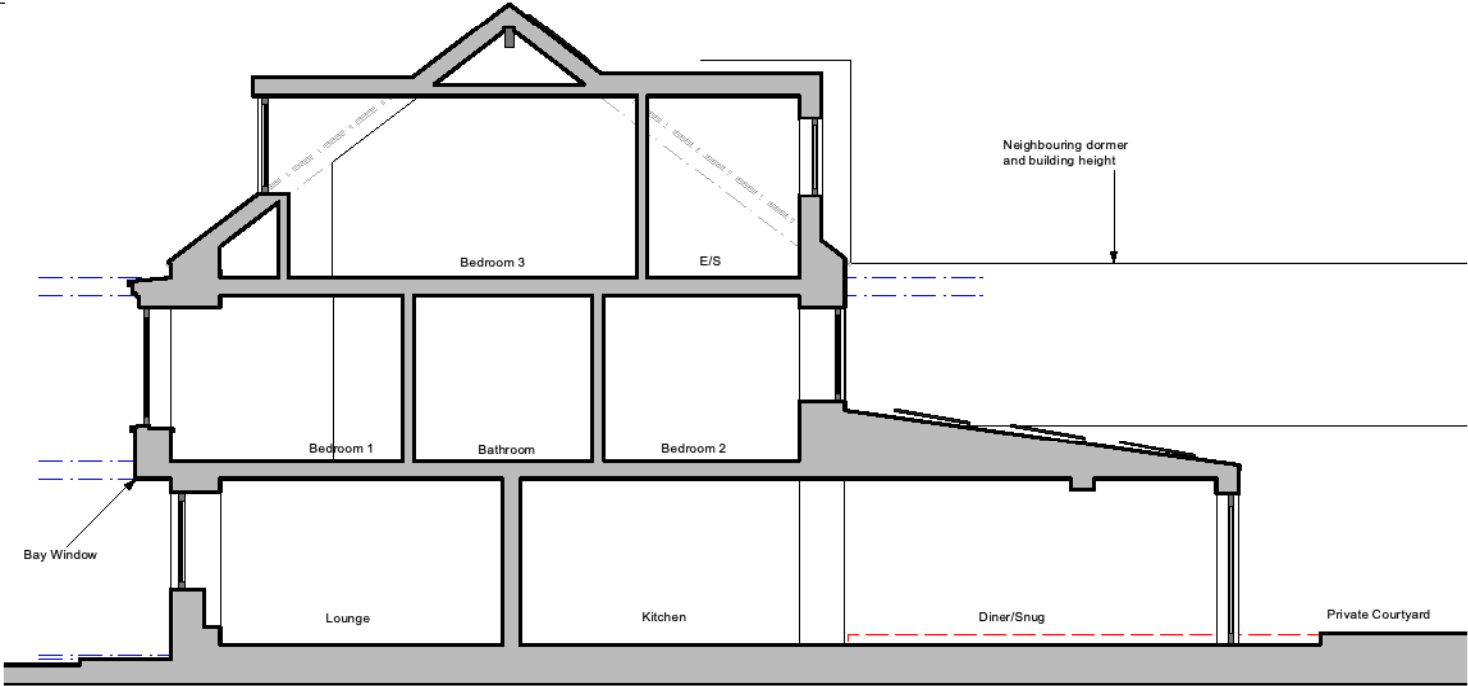 Neighbouring dormer
and building height
Bedroom 3
E/S
Bedroom 1
Bathroom
Bedroom 2
Bay Window
Lounge
Kitchen
Diner/Snug
Private Courtyard